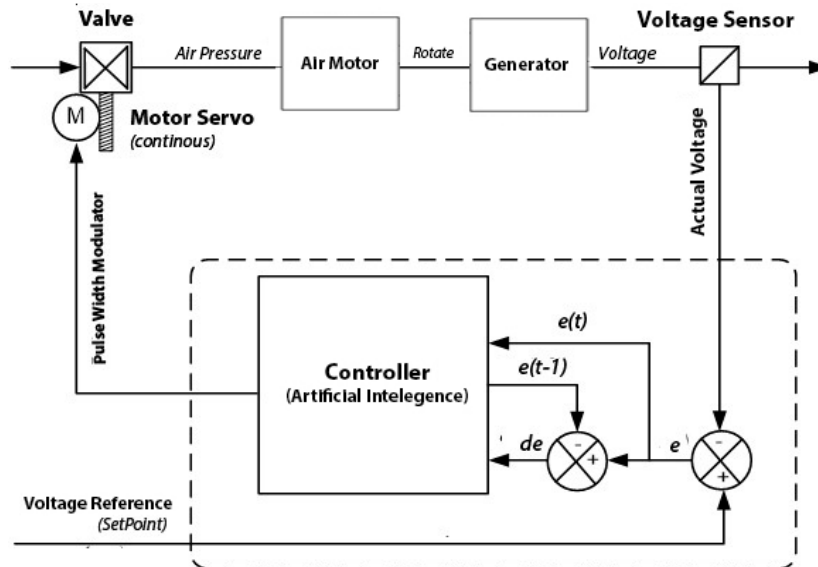 Valve
Voltage Sensor
Air Pressure
Air Motor
Rotate
Generator
Voltage
M
Motor Servo
(continous)
Actual Voltage
Pulse Width Modulator
e(t)
Controller
(Artificial Intelegence)
e(t-1)
-
-
de
+
e
+
Voltage Reference
(SetPoint)